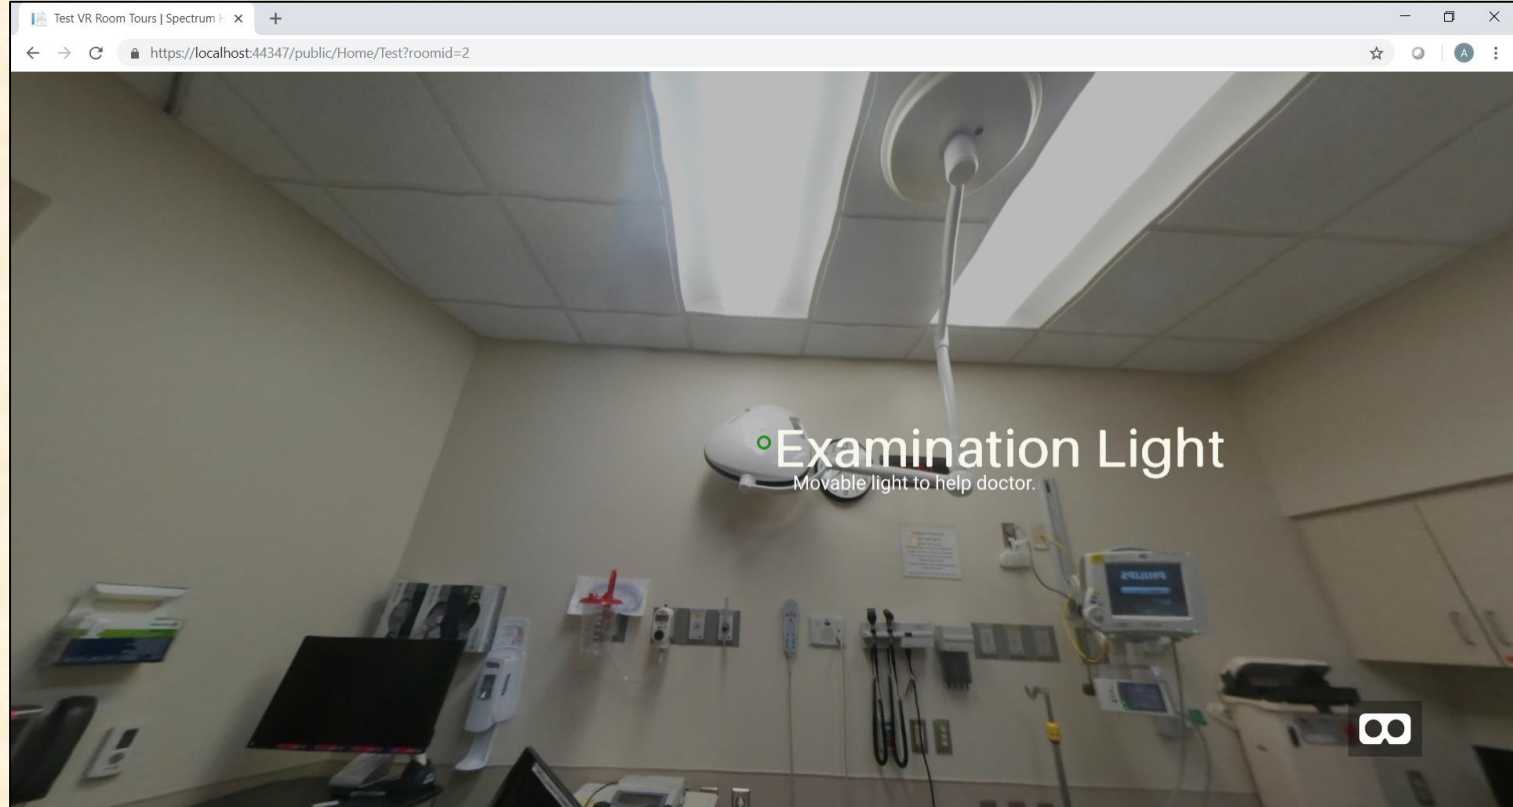 Test VR Room Tours | Spectrum H
https://localhost:44347/public/Home/Test?roomid=2
A
Examination Light
Movable light to help doctor.
PHILIPS